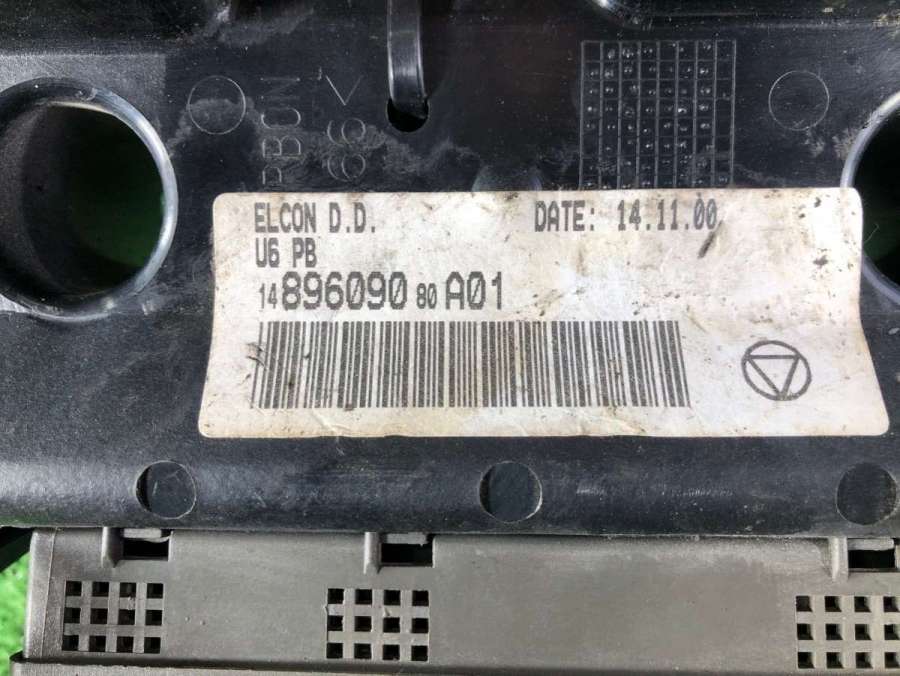 ELCON D.D. DATE: 14.11.00
U6 PB
14 896090 80 A01